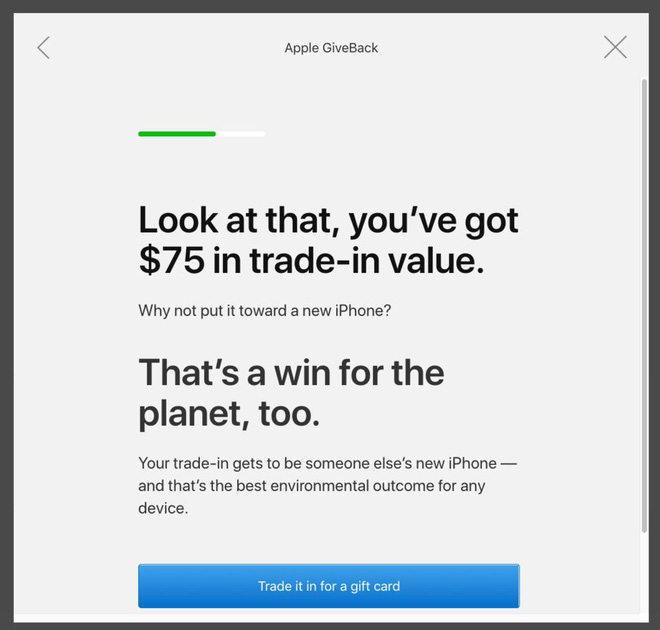 Apple GiveBack
Look at that, you’ve got
$75 in trade-in value.
Why not put it toward a new iPhone?
That’s a win for the
planet, too.
Your trade-in gets to be someone else’s new iPhone —
and that’s the best environmental outcome for any
device.
Trade it in for a gift card